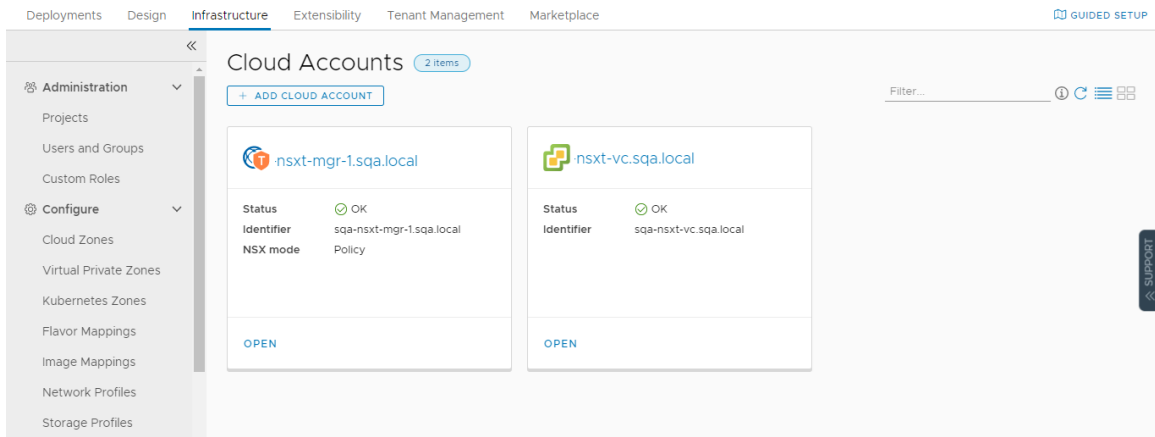 Deployments Design Infrastructure Extensibility Tenant Management Marketplace GUIDED SETUP
Administration
Projects
Users and Groups
Custom Roles
Configure
Cloud Zones
Virtual Private Zones
Kubernetes Zones
Flavor Mappings
Image Mappings
Network Profiles
Storage Profiles
Cloud Accounts 2 items
+ ADD CLOUD ACCOUNT
Filter...
nsxt-mgr-1.sqa.local
Status OK
Identifier sqa-nsxt-mgr-1.sqa.local
NSX mode Policy
OPEN
nsxt-vc.sqa.local
Status OK
Identifier sqa-nsxt-vc.sqa.local
OPEN
SUPPORT